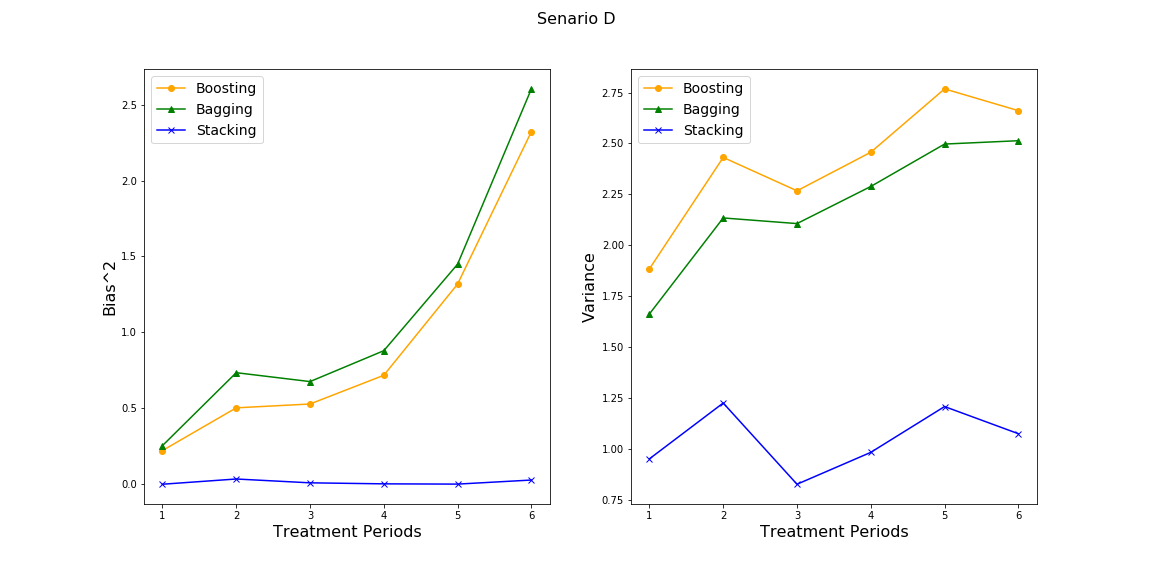 Senario D
Boosting
Bagging
Stacking
2.5
2.0
1.5
1.0
0.5
0.0
Bias^2
1 2 3 4 5 6
Treatment Periods
Boosting
Bagging
Stacking
2.75
2.50
2.25
2.00
1.75
1.50
1.25
1.00
0.75
Variance
1 2 3 4 5 6
Treatment Periods